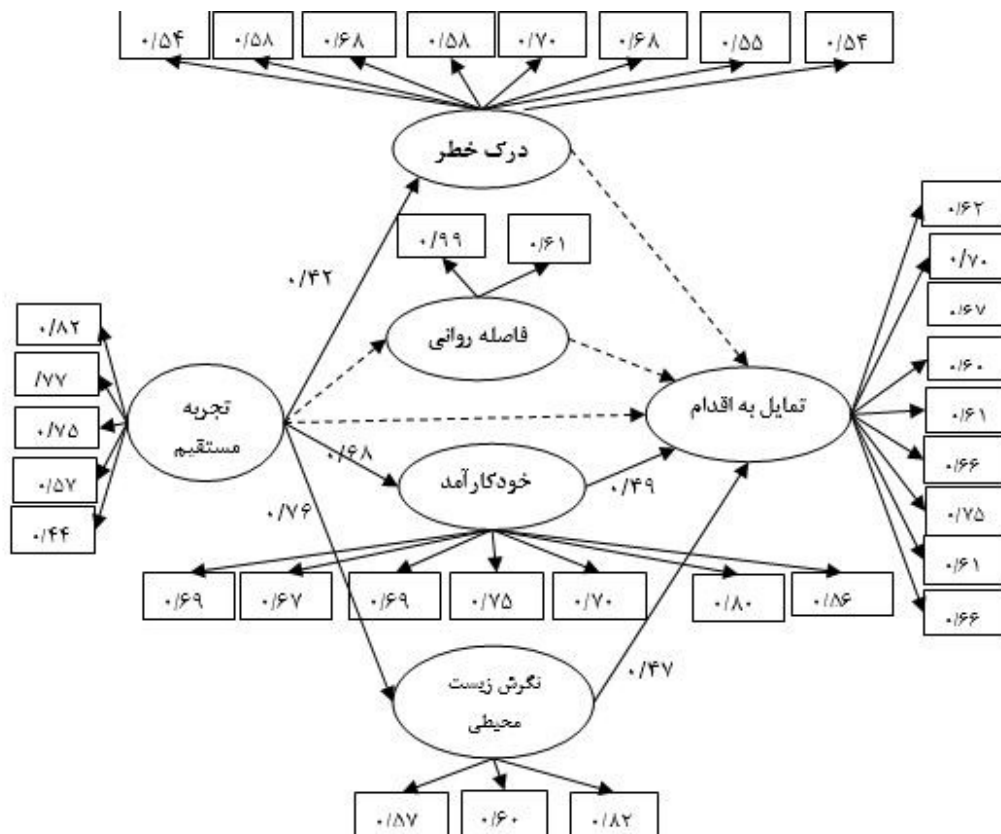 ۰/۵۴ ۰/۵۸ ۰/۶۸ ۰/۵۸ ۰/۷۰ ۰/۶۸ ۰/۵۵ ۰/۵۴
درک خطر
۰/۶۲
۰/۹۹ ۰/۶۱
۰/۷۰
۰/۴۲
۰/۶۷
۰/۸۲
فاصله روانی
۰/۶۰
/۷۷
تجربه
مستقیم
تمایل به اقدام
۰/۶۱
۰/۷۵
۰/۶۸
۰/۶۶
۰/۵۷
خودکارآمد
۰/۴۹
۰/۷۵
۰/۴۴
۰/۷۶
۰/۶۱
۰/۶۹ ۰/۶۷ ۰/۶۹ ۰/۷۵ ۰/۷۰ ۰/۸۰ ۰/۵۶
۰/۶۶
۰/۴۷
نگرش زیست
محیطی
۰/۵۷ ۰/۶۰ ۰/۸۲